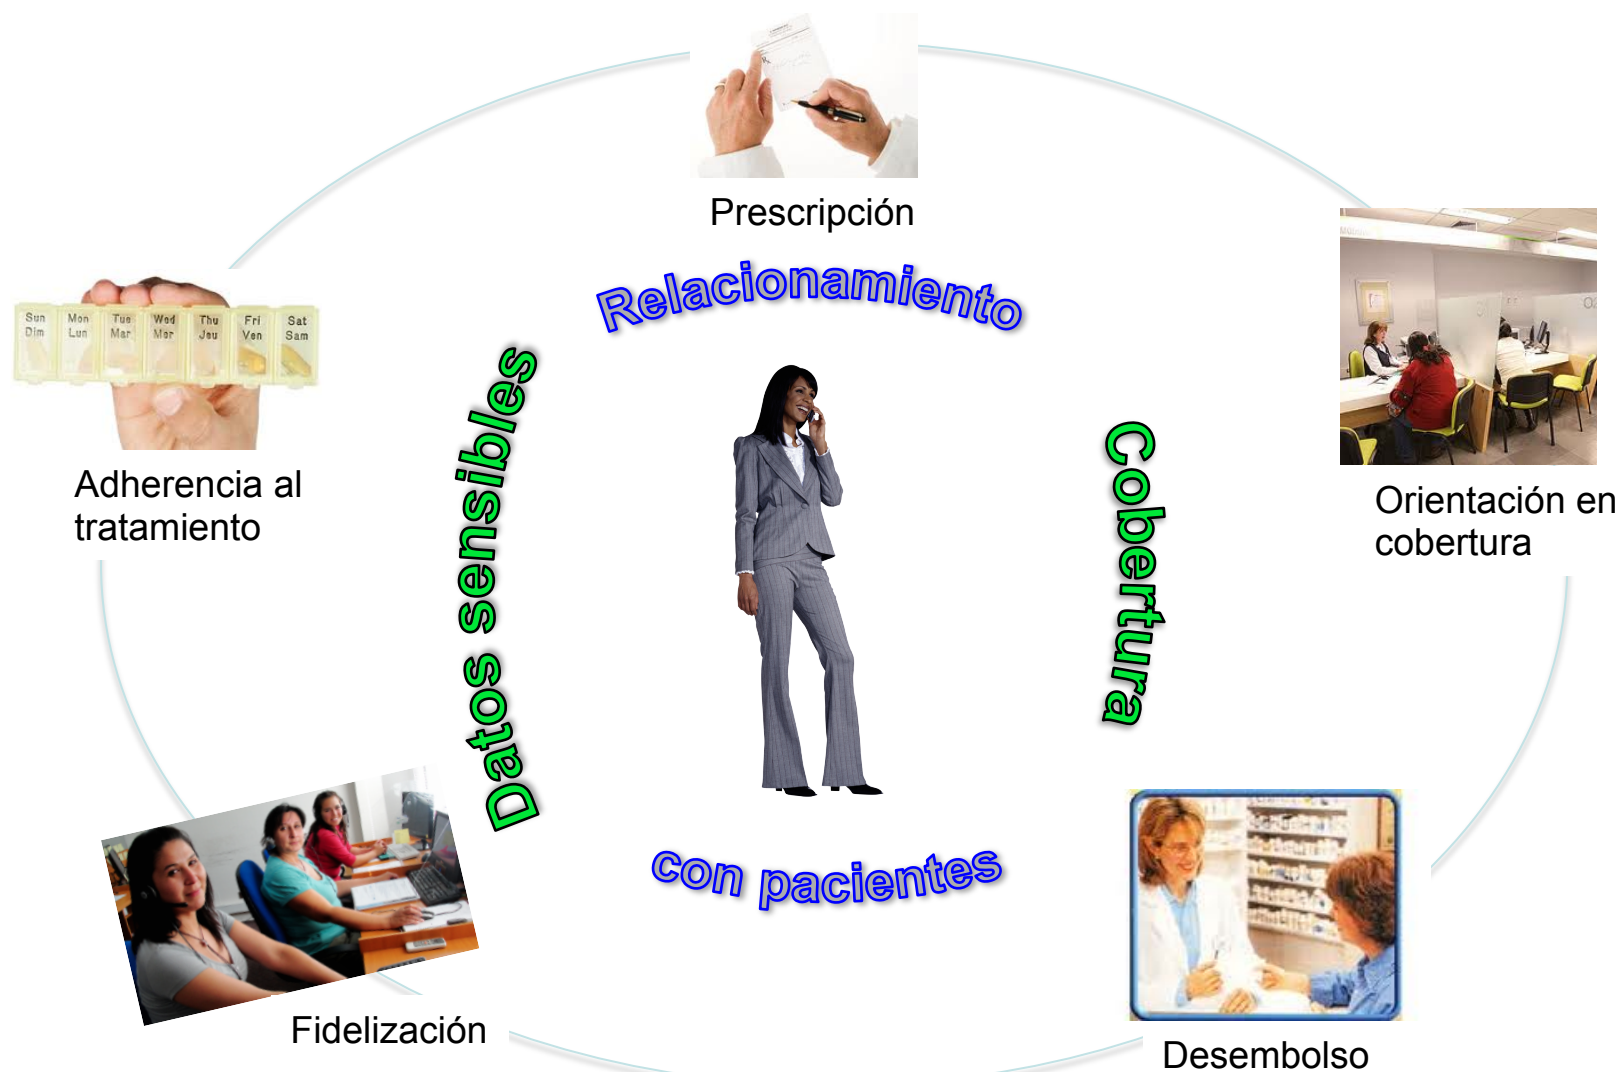 Prescripción
Relacionamiento
Sun Mon Tue Wed Thu Fri Sat
Dim Lun Mar Mer Jeu Ven Sam
Datos sensibles
Cobertura
Adherencia al
tratamiento
Orientación en
cobertura
con pacientes
Fidelización
Desembolso